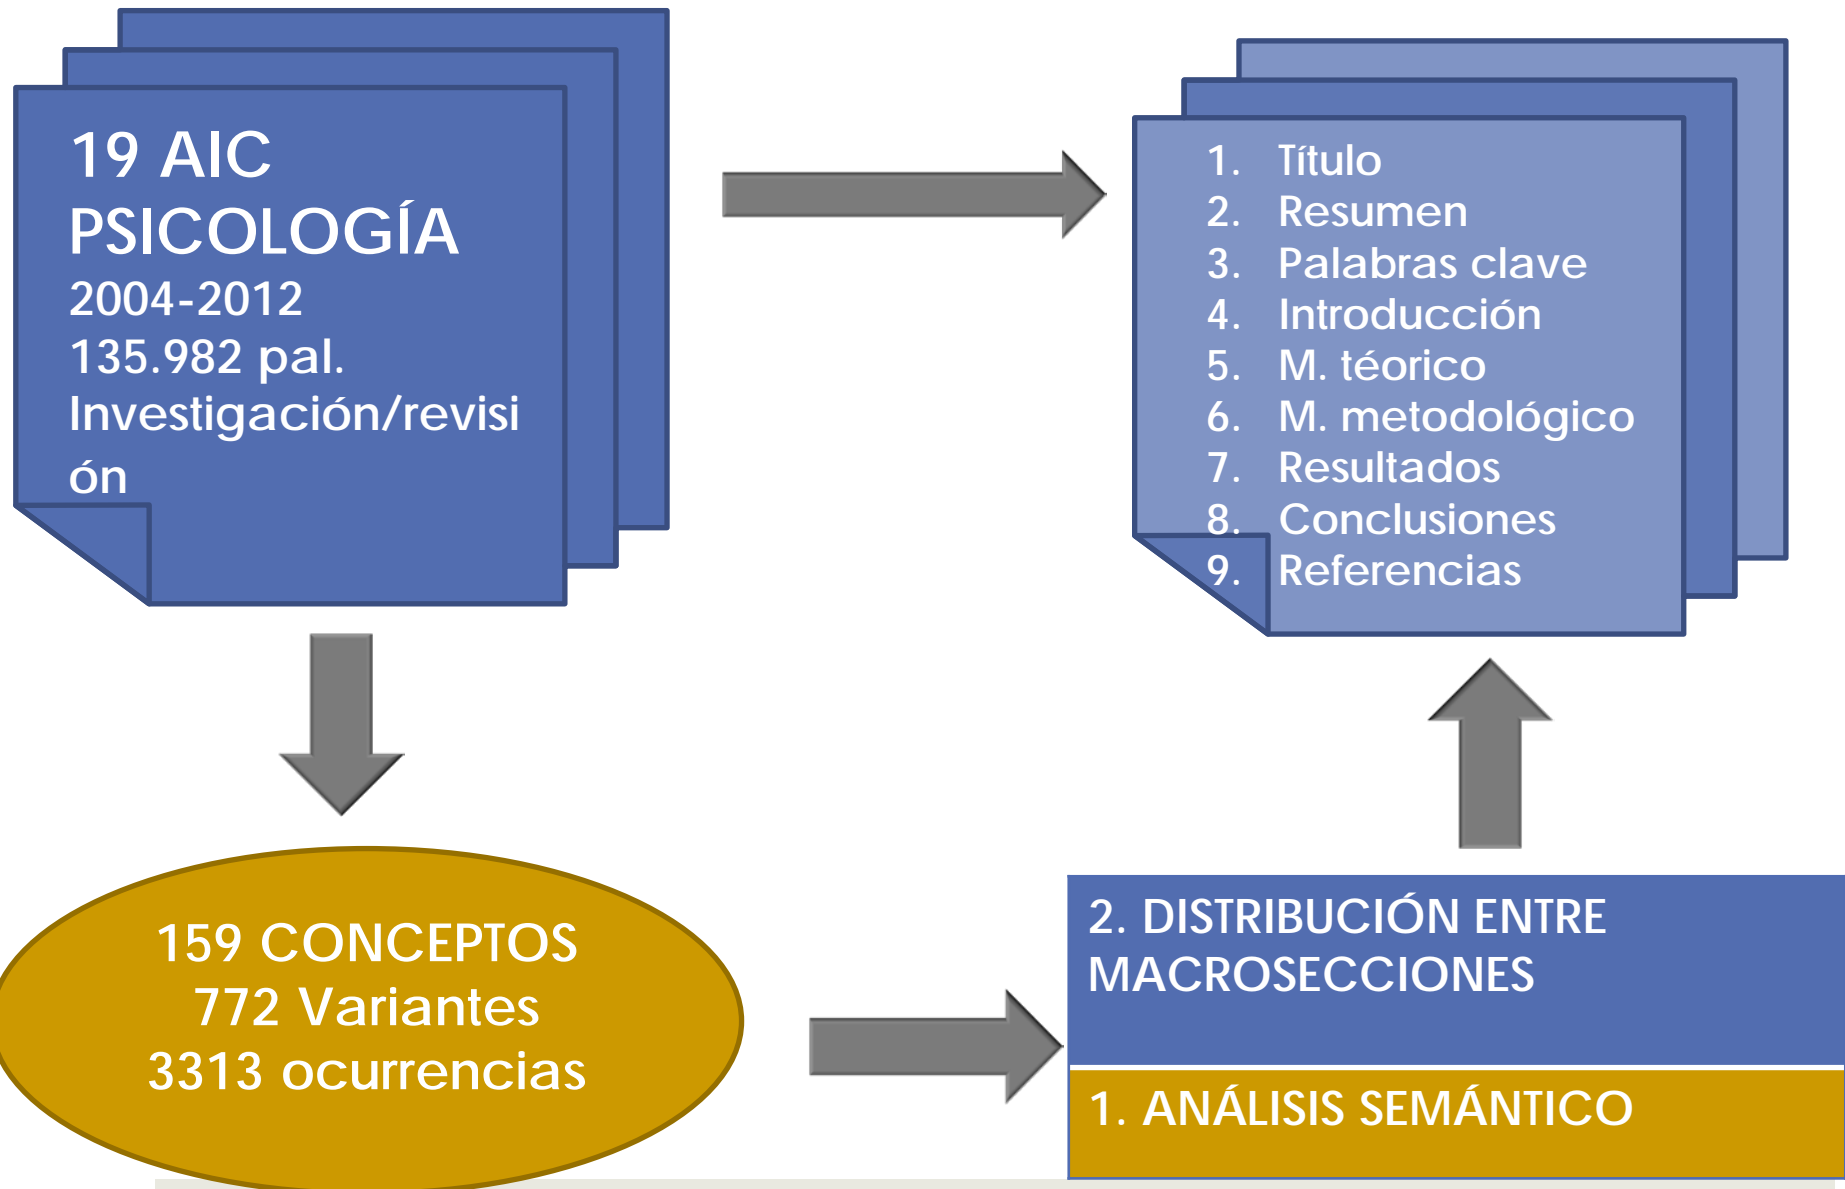 19 AIC
PSICOLOGÍA
2004-2012
135.982 pal.
Investigación/revisi
ón
1. Título
2. Resumen
3. Palabras clave
4. Introducción
5. M. téorico
6. M. metodológico
7. Resultados
8. Conclusiones
9. Referencias
159 CONCEPTOS
772 Variantes
3313 ocurrencias
2. DISTRIBUCIÓN ENTRE
MACROSECCIONES
1. ANÁLISIS SEMÁNTICO